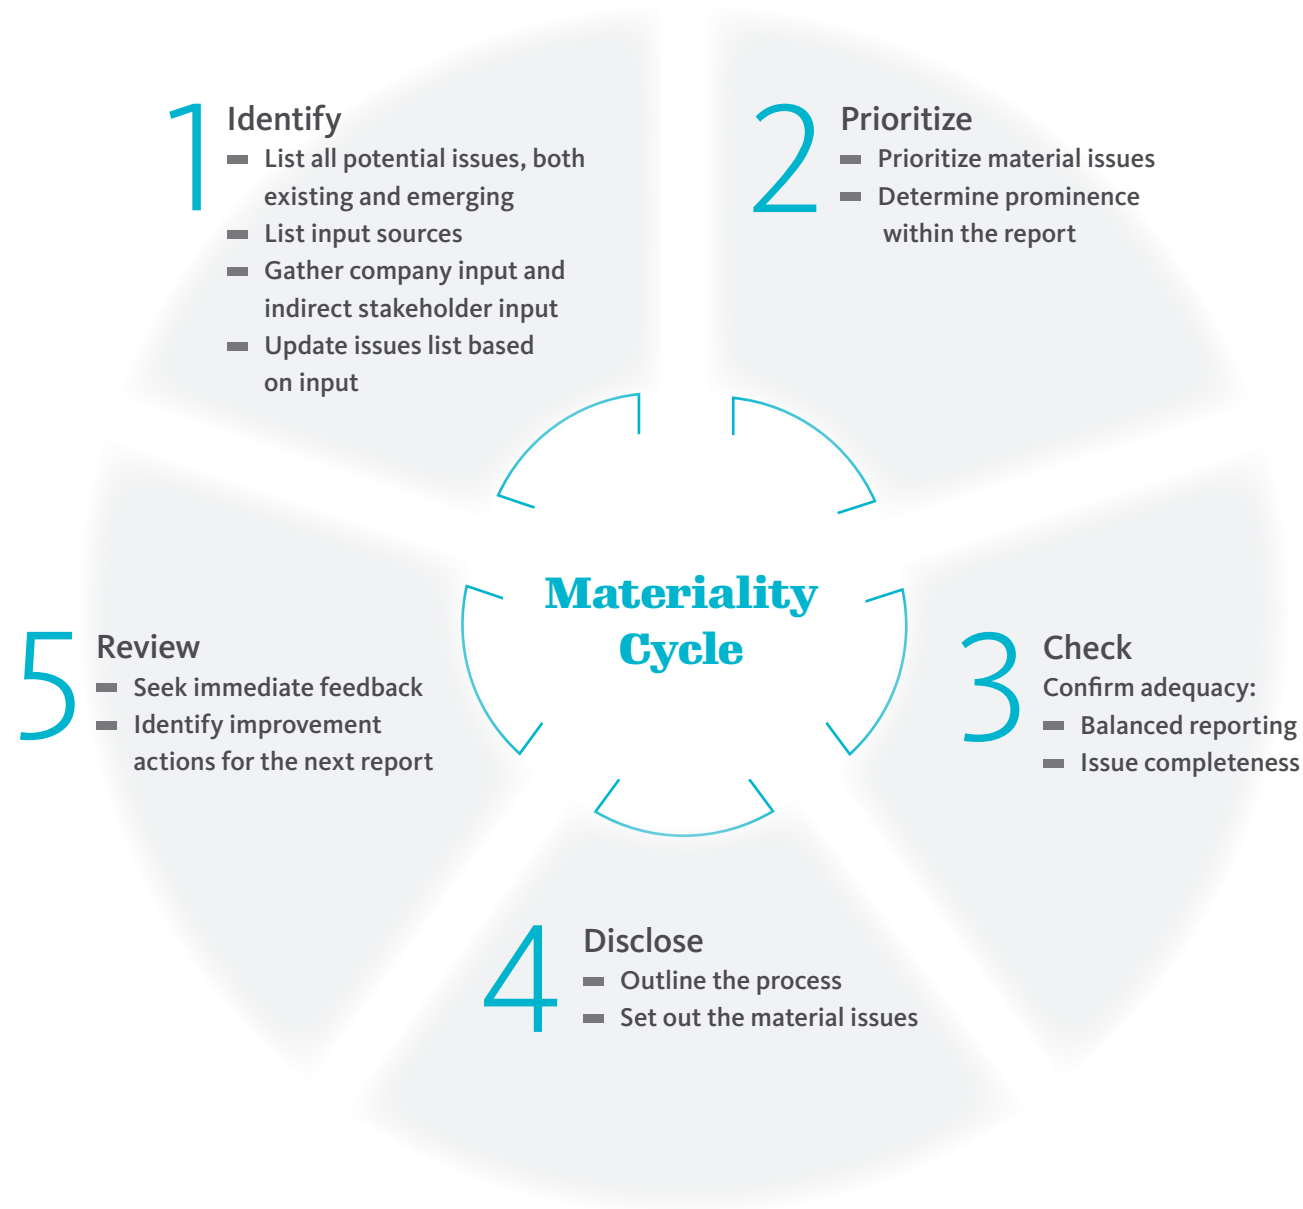 1
Identify
List all potential issues, both
existing and emerging
List input sources
Gather company input and
indirect stakeholder input
Update issues list based
on input
2
Prioritize
Prioritize material issues
Determine prominence
within the report
Materiality
Cycle
3
Check
Confirm adequacy:
Balanced reporting
Issue completeness
4
Disclose
Outline the process
Set out the material issues
5
Review
Seek immediate feedback
Identify improvement
actions for the next report